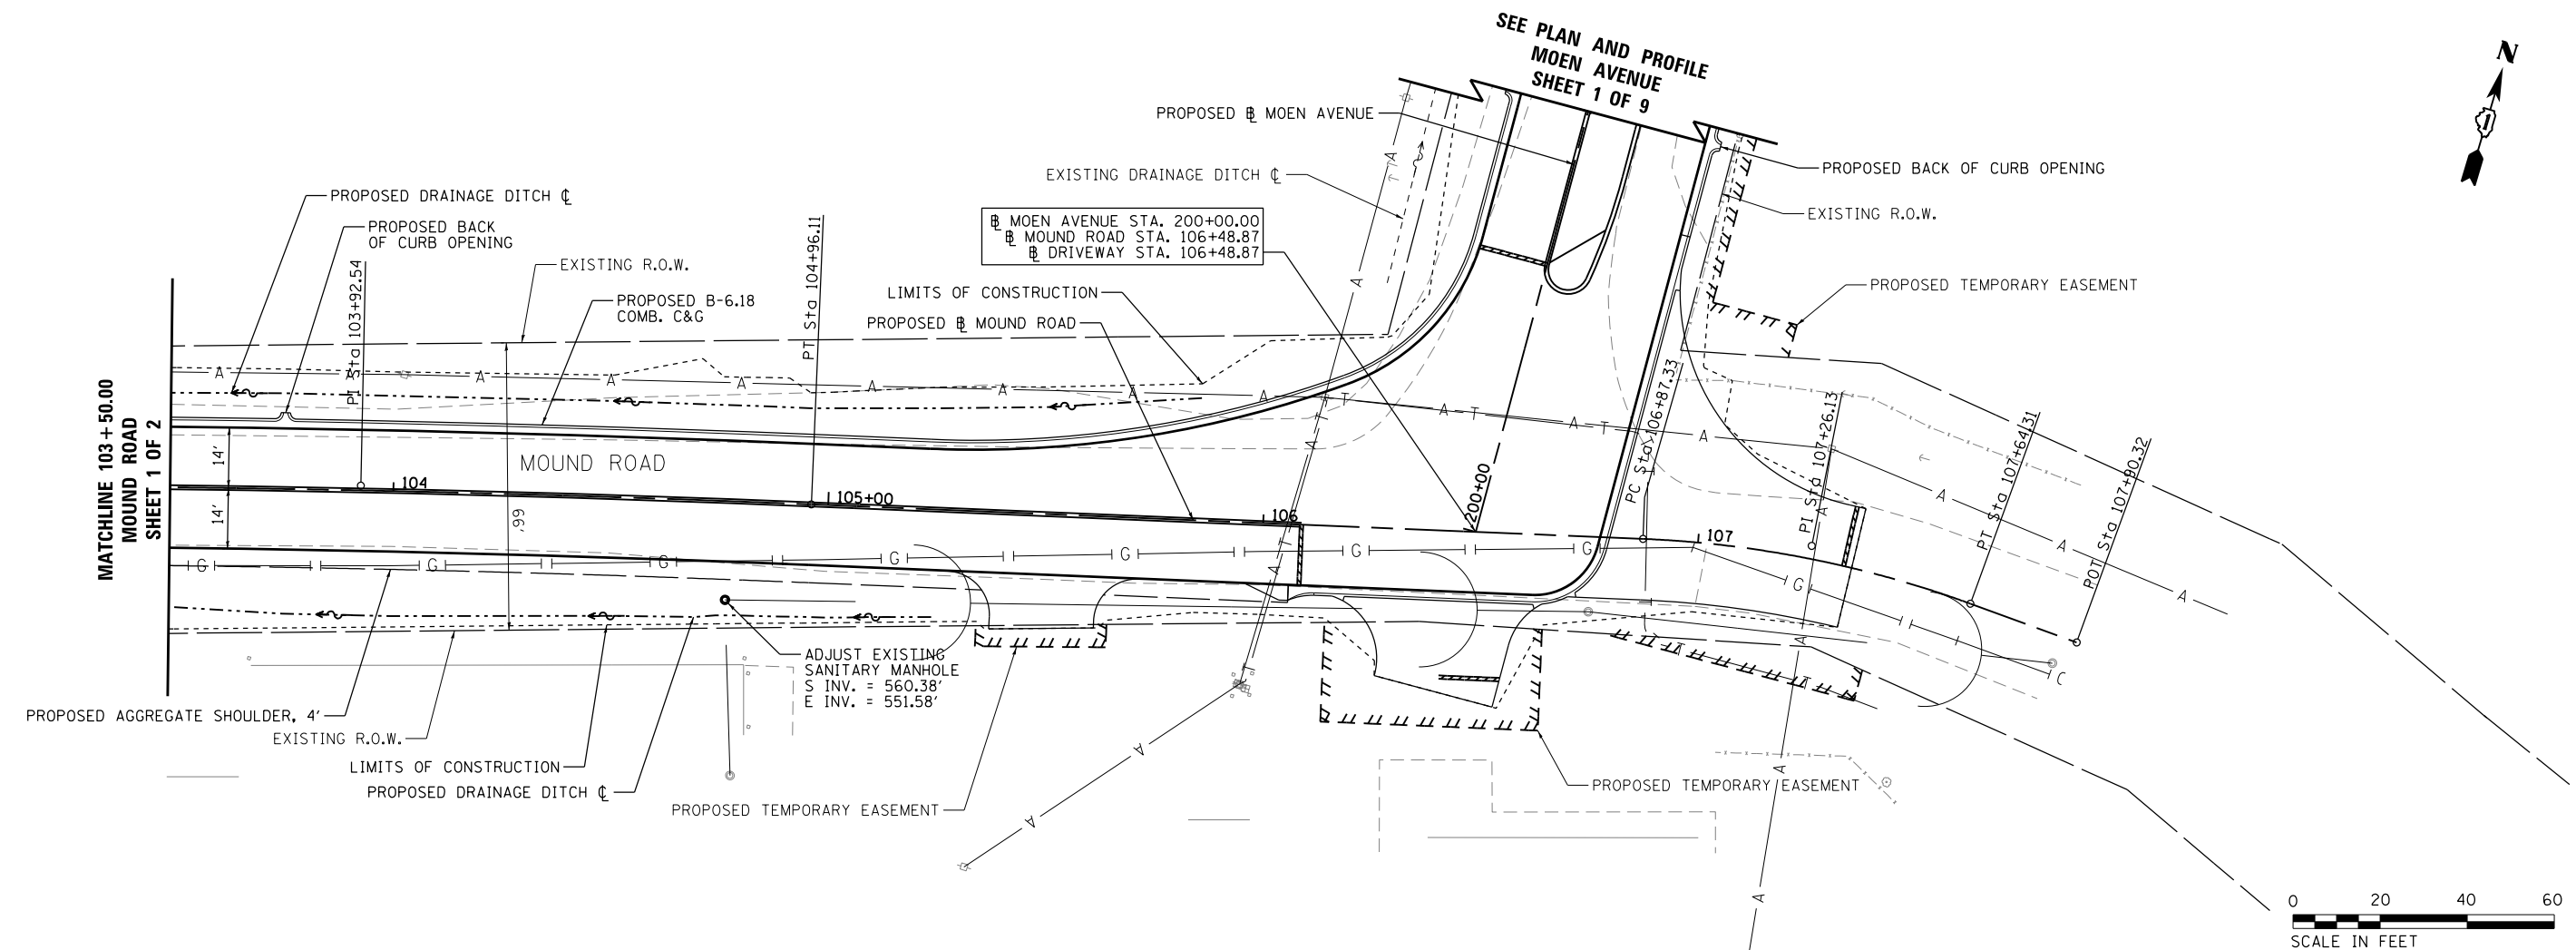 SEE PLAN AND PROFILE
MOEN AVENUE
SHEET 1 OF 9
N
1
PROPOSED ⅊ MOEN AVENUE
EXISTING DRAINAGE DITCH ℄
PROPOSED BACK OF CURB OPENING
EXISTING R.O.W.
PROPOSED TEMPORARY EASEMENT
PROPOSED DRAINAGE DITCH ℄
PROPOSED BACK
OF CURB OPENING
EXISTING R.O.W.
PROPOSED B-6.18
COMB. C&G
LIMITS OF CONSTRUCTION
PROPOSED ⅊ MOUND ROAD
⅊ MOEN AVENUE STA. 200+00.00
⅊ MOUND ROAD STA. 106+48.87
⅊ DRIVEWAY STA. 106+48.87
PT Sta 103+92.54
PT Sta 104+96.11
PC Sta 106+87.33
PI Sta 107+26.13
PT Sta 107+64.31
POT Sta 107+90.32
MATCHLINE 103+50.00
MOUND ROAD
SHEET 1 OF 2
A A A A A A A A A
A A A A
T A-T A T A A A A
14'
14'
66'
MOUND ROAD
104
105+00
106
200+00
107
G G G G G G G G
A A A A A A A
T T T
ADJUST EXISTING
SANITARY MANHOLE
S INV. = 560.38'
E INV. = 551.58'
PROPOSED AGGREGATE SHOULDER, 4'
EXISTING R.O.W.
LIMITS OF CONSTRUCTION
PROPOSED DRAINAGE DITCH ℄
PROPOSED TEMPORARY EASEMENT
PROPOSED TEMPORARY EASEMENT
0 20 40 60
SCALE IN FEET